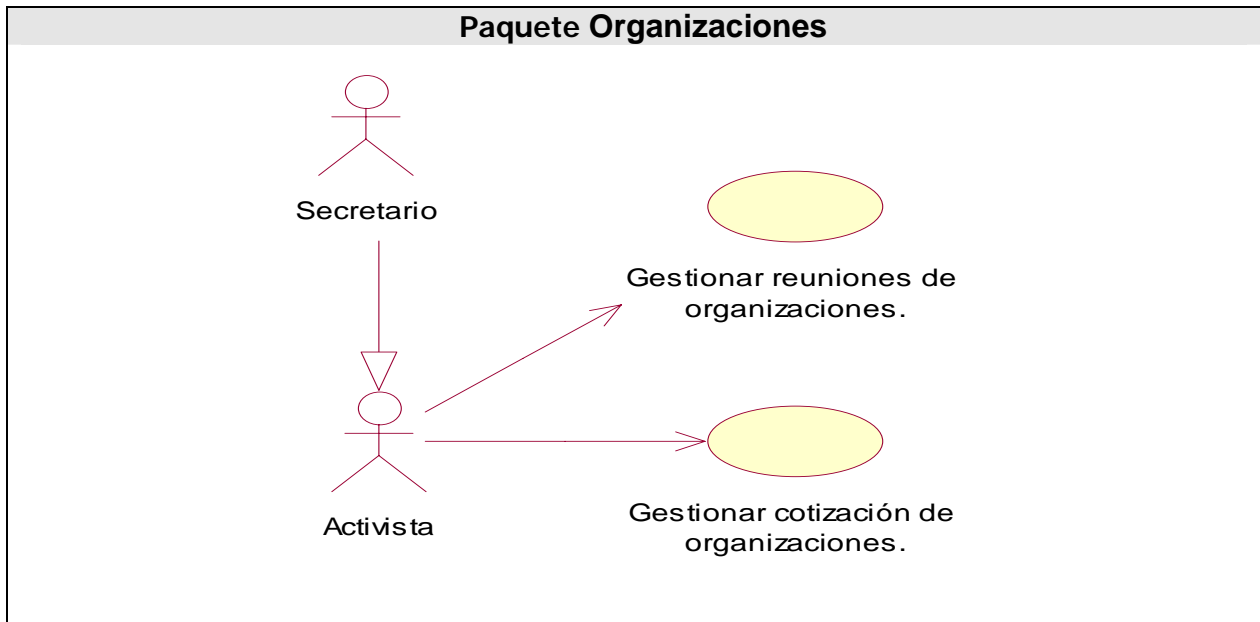 Paquete Organizaciones
Secretario
Gestionar reuniones de
organizaciones.
Activista
Gestionar cotización de
organizaciones.